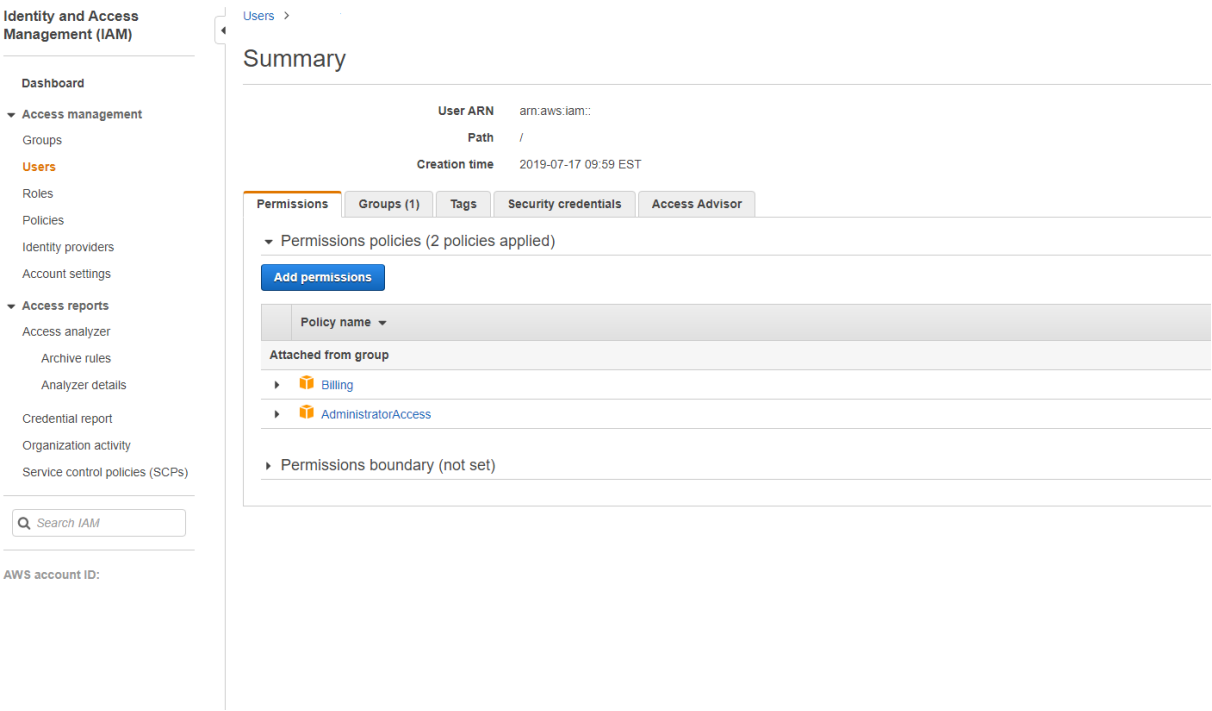 Identity and Access
Management (IAM)
Dashboard
Access management
Groups
Users
Roles
Policies
Identity providers
Account settings
Access reports
Access analyzer
Archive rules
Analyzer details
Credential report
Organization activity
Service control policies (SCPs)
Search IAM
AWS account ID:
Users >
Summary
User ARN arn:aws:iam::
Path /
Creation time 2019-07-17 09:59 EST
Permissions Groups (1) Tags Security credentials Access Advisor
Permissions policies (2 policies applied)
Add permissions
Policy name
Attached from group
Billing
AdministratorAccess
Permissions boundary (not set)